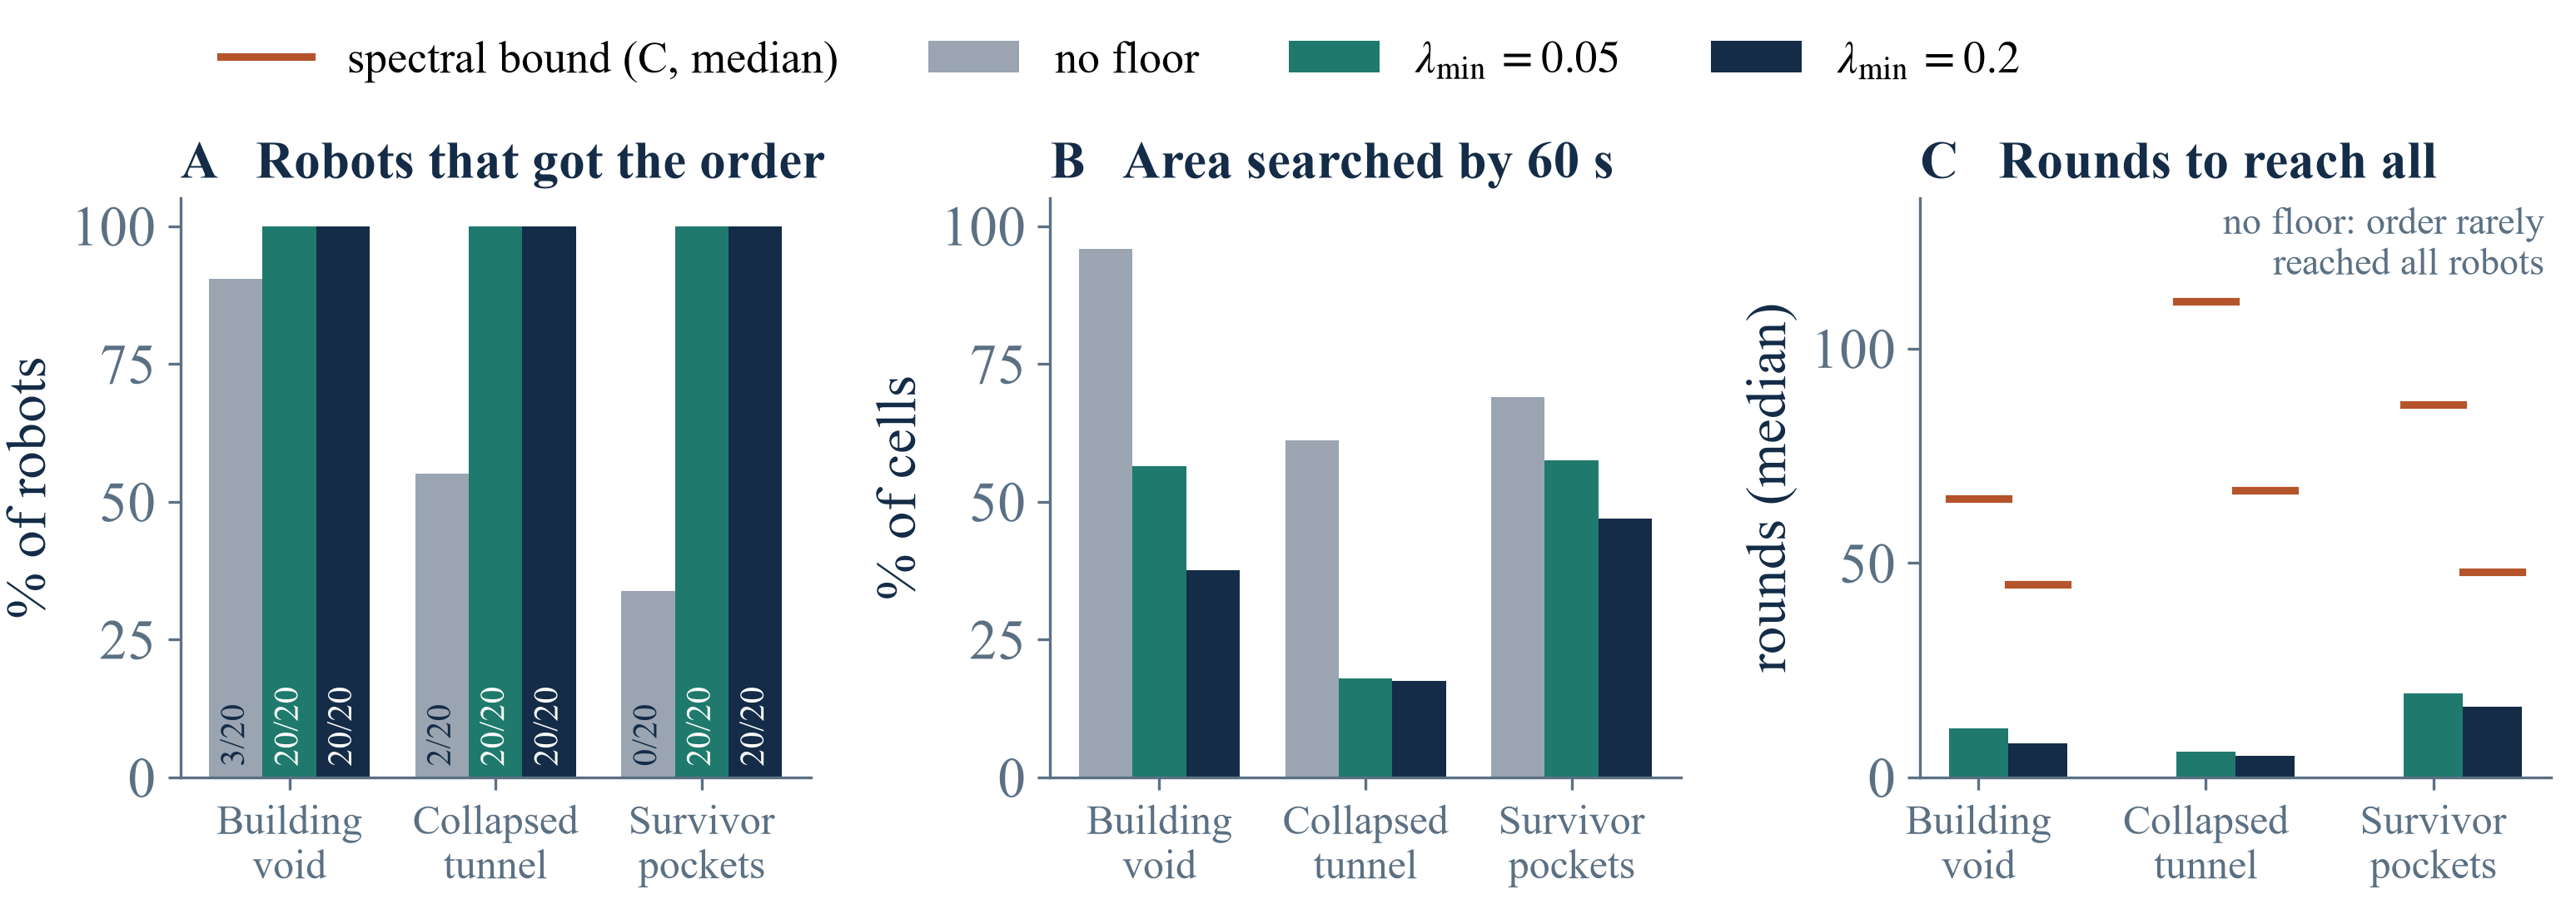 spectral bound (C, median)
no floor
λmin = 0.05
λmin = 0.2
A Robots that got the order
% of robots
100
75
50
25
0
3/20
20/20
20/20
2/20
20/20
20/20
0/20
20/20
20/20
Building
void
Collapsed
tunnel
Survivor
pockets
B Area searched by 60 s
% of cells
100
75
50
25
0
Building
void
Collapsed
tunnel
Survivor
pockets
C Rounds to reach all
no floor: order rarely
reached all robots
rounds (median)
100
50
0
Building
void
Collapsed
tunnel
Survivor
pockets